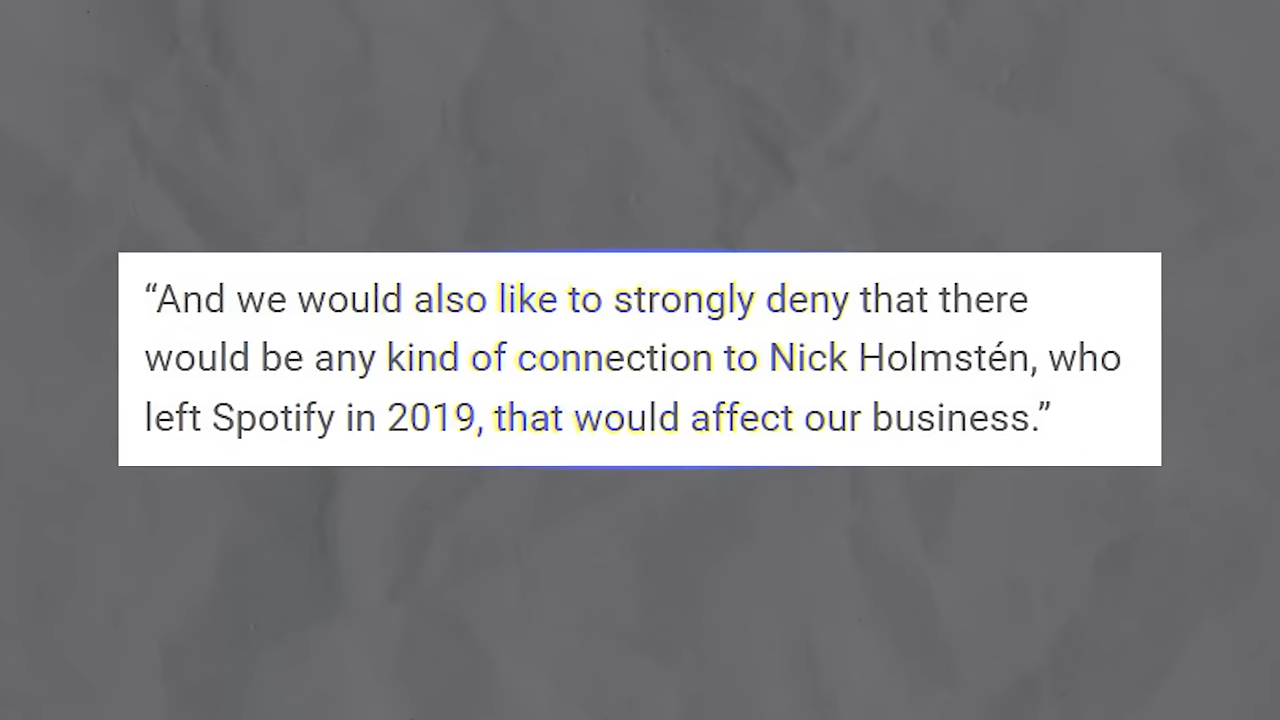 “And we would also like to strongly deny that there
would be any kind of connection to Nick Holmstén, who
left Spotify in 2019, that would affect our business.”